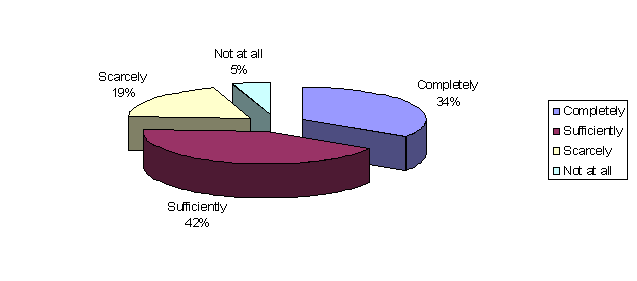 Not at all
5%
Scarcely
19%
Completely
34%
Sufficiently
42%
Completely
Sufficiently
Scarcely
Not at all